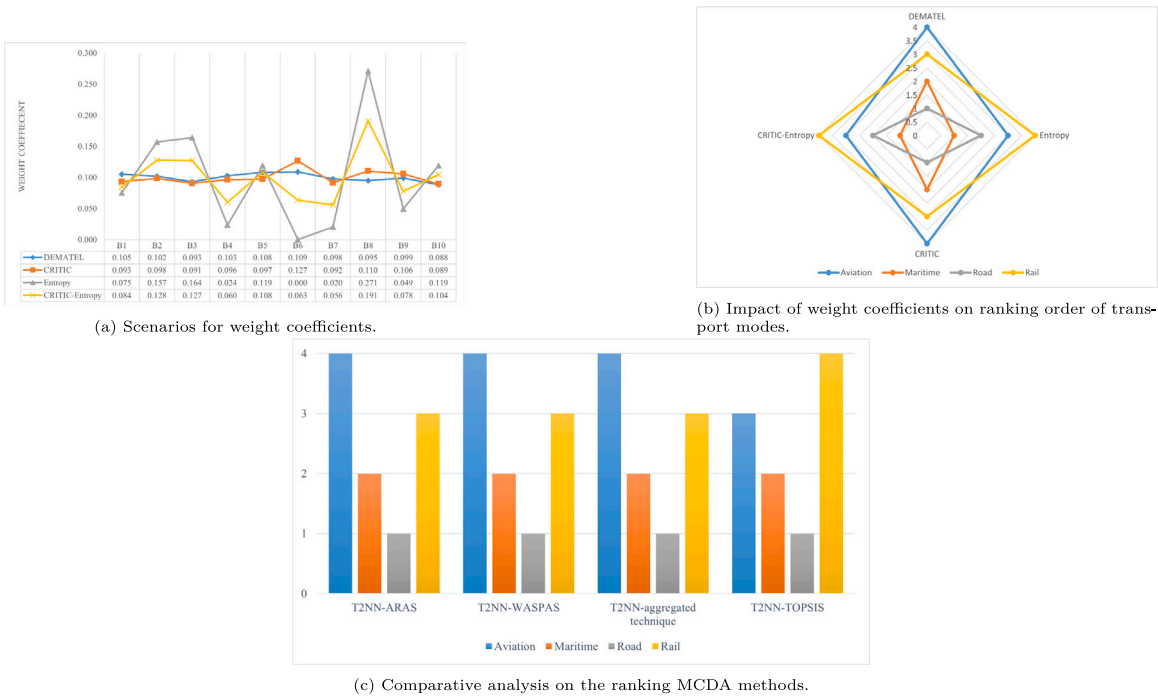 0.300
0.250
0.200
0.150
0.100
0.050
0.000
WEIGHT COEFFIECENT
B1 B2 B3 B4 B5 B6 B7 B8 B9 B10
DEMATEL 0.105 0.102 0.093 0.103 0.108 0.109 0.098 0.095 0.099 0.088
CRITIC 0.093 0.098 0.091 0.096 0.097 0.127 0.092 0.110 0.106 0.089
Entropy 0.075 0.157 0.164 0.024 0.119 0.000 0.020 0.271 0.049 0.119
CRITIC-Entropy 0.084 0.128 0.127 0.060 0.108 0.063 0.056 0.191 0.078 0.104
(a) Scenarios for weight coefficients.
DEMATEL
4
3.5
3
2.5
2
1.5
1
0.5
0
CRITIC-Entropy
Entropy
CRITIC
Aviation Maritime Road Rail
(b) Impact of weight coefficients on ranking order of trans-
port modes.
4
3
2
1
0
T2NN-ARAS T2NN-WASPAS T2NN-aggregated T2NN-TOPSIS
technique
Aviation Maritime Road Rail
(c) Comparative analysis on the ranking MCDA methods.